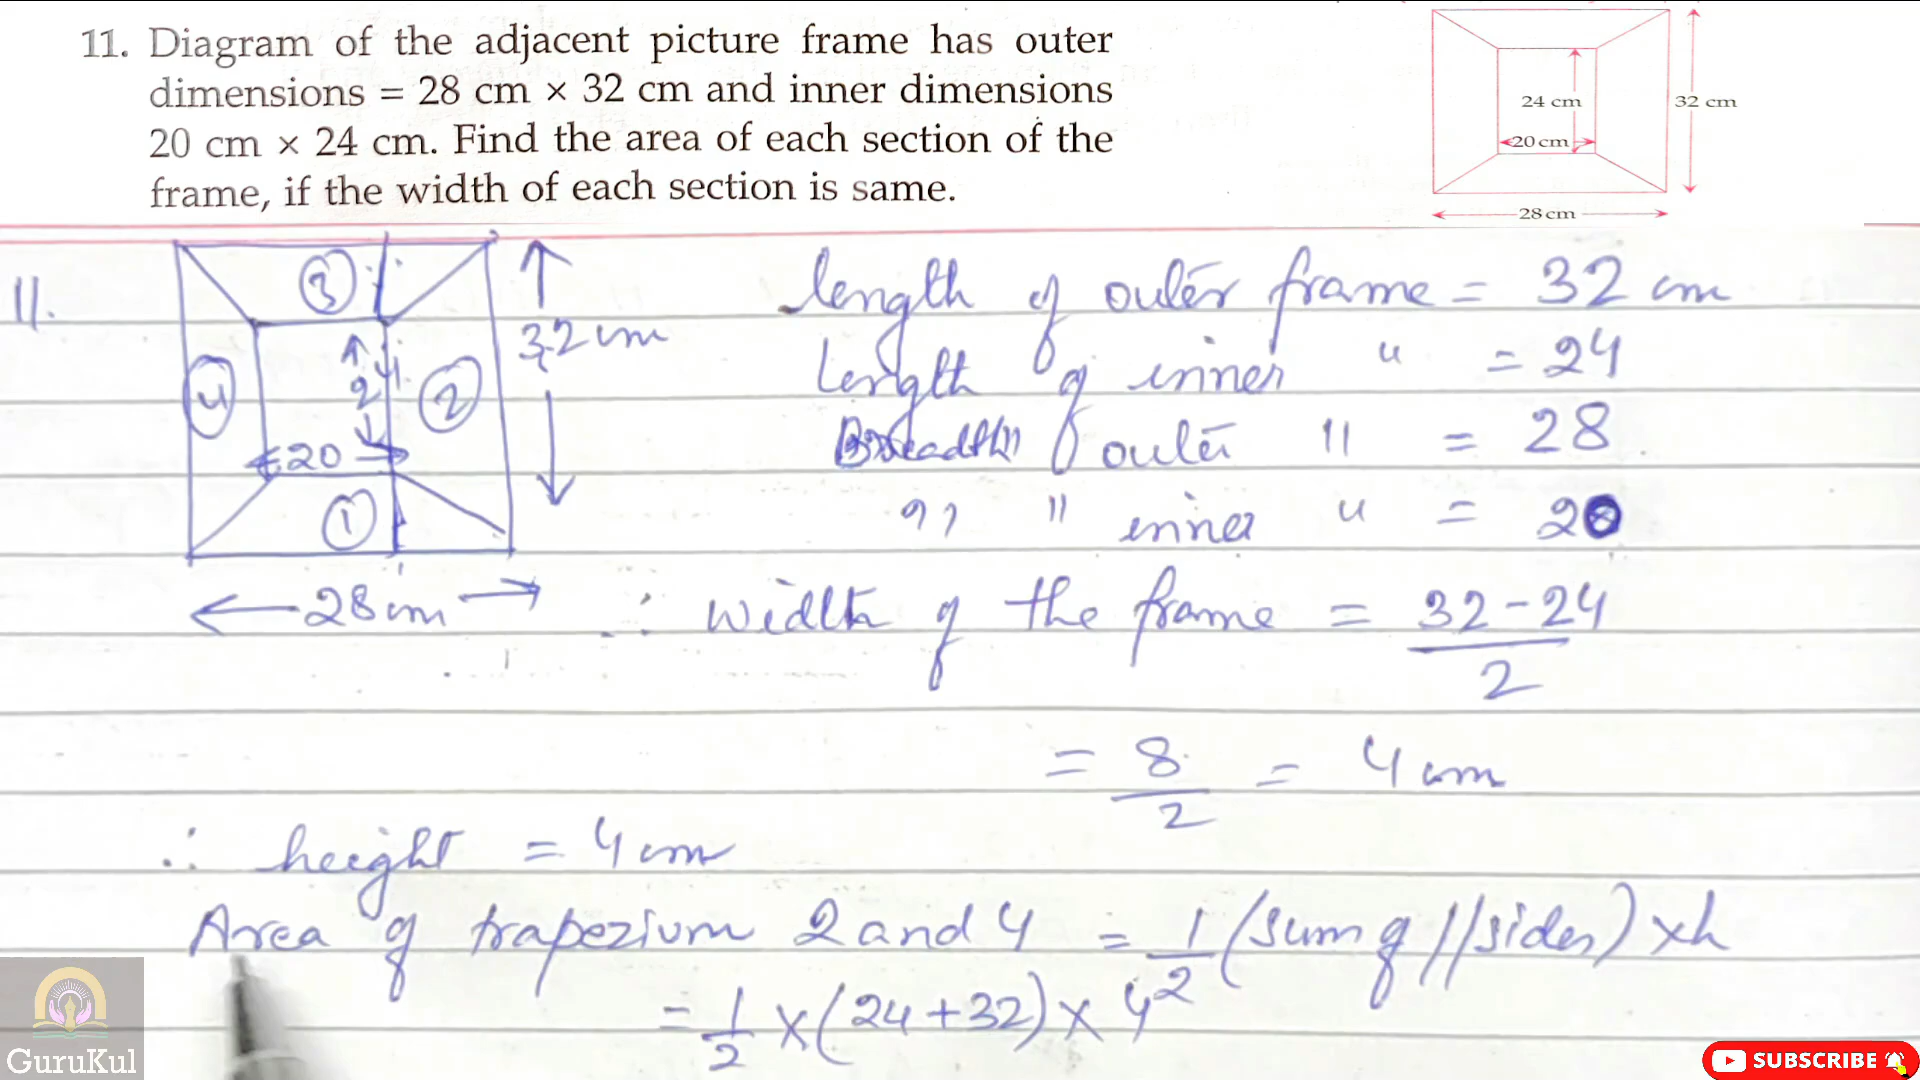 11. Diagram of the adjacent picture frame has outer
dimensions = 28 cm × 32 cm and inner dimensions
20 cm × 24 cm. Find the area of each section of the
frame, if the width of each section is same.
24 cm
20 cm
32 cm
28 cm
11.
3
4
24
2
20
1
32 cm
28 cm
length of outer frame = 32 cm
Length of inner " = 24
Breadth of outer " = 28
" " inner " = 20
∴ width of the frame = 32 - 24 / 2
= 8 / 2 = 4 cm
∴ height = 4 cm
Area of trapezium 2 and 4 = 1/2 (sum of || sides) × h
= 1/2 × (24 + 32) × 4 2
GuruKul
SUBSCRIBE